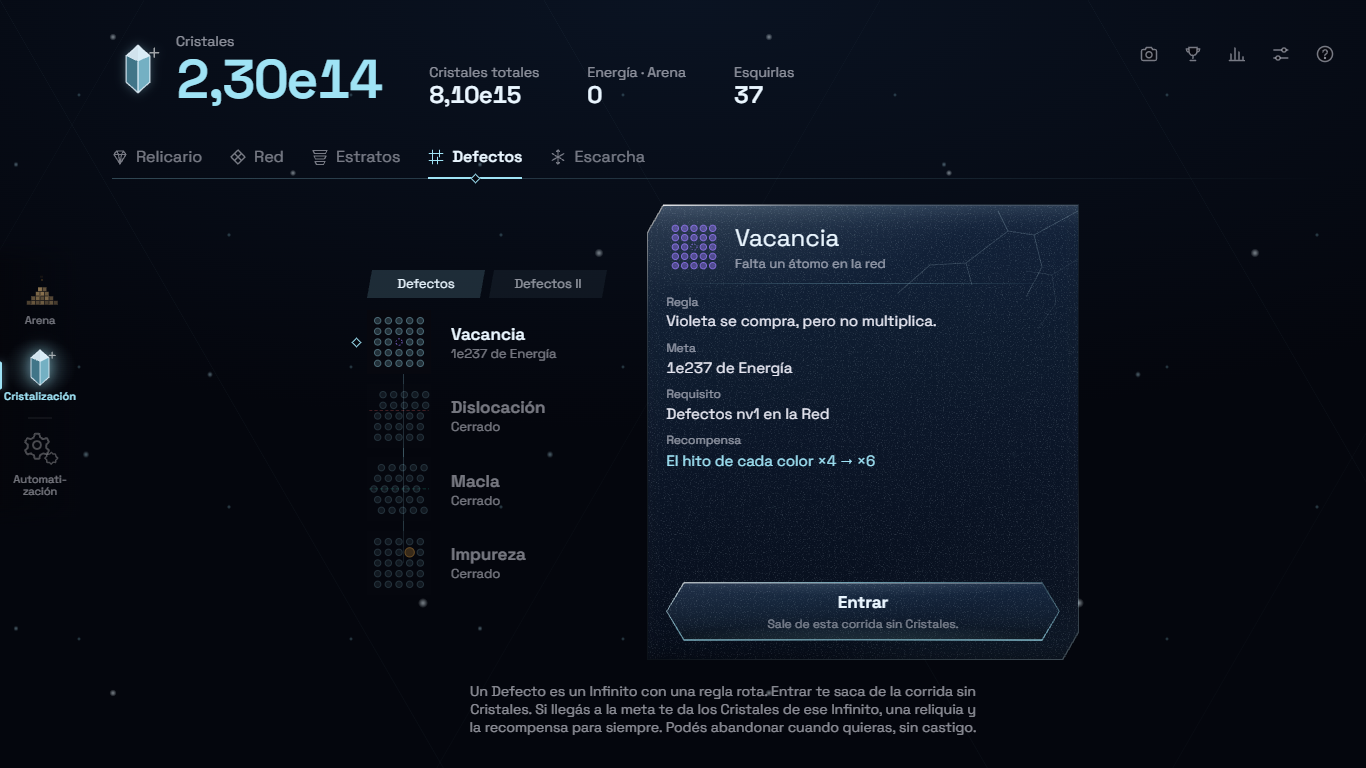 Cristales
2,30e14
Cristales totales
8,10e15
Energía · Arena
0
Esquirlas
37
Relicario
Red
Estratos
Defectos
Escarcha
Arena
Cristalización
Automati-
zación
Defectos
Defectos II
Vacancia
1e237 de Energía
Dislocación
Cerrado
Macla
Cerrado
Impureza
Cerrado
Vacancia
Falta un átomo en la red
Regla
Violeta se compra, pero no multiplica.
Meta
1e237 de Energía
Requisito
Defectos nv1 en la Red
Recompensa
El hito de cada color ×4 → ×6
Entrar
Sale de esta corrida sin Cristales.
Un Defecto es un Infinito con una regla rota. Entrar te saca de la corrida sin
Cristales. Si llegás a la meta te da los Cristales de ese Infinito, una reliquia y
la recompensa para siempre. Podés abandonar cuando quieras, sin castigo.